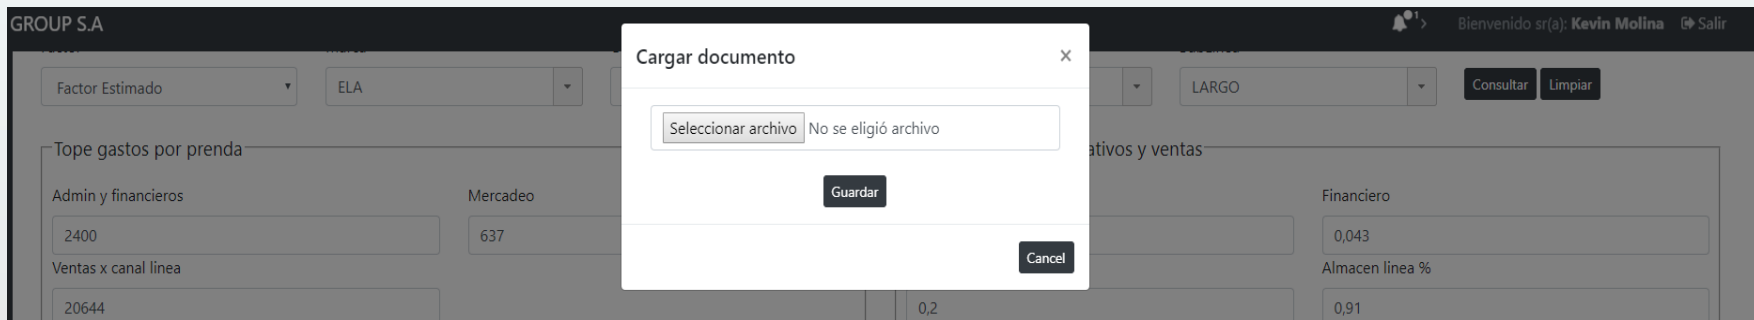 GROUP S.A
1
Bienvenido sr(a): Kevin Molina Salir
Cargar documento ×
Factor Estimado
ELA
LARGO
Consultar Limpiar
Seleccionar archivo No se eligió archivo
Guardar
Cancel
Tope gastos por prenda
Admin y financieros
Mercadeo
2400
637
Ventas x canal linea
20644
ativos y ventas
Financiero
0,043
Almacen linea %
0,2
0,91